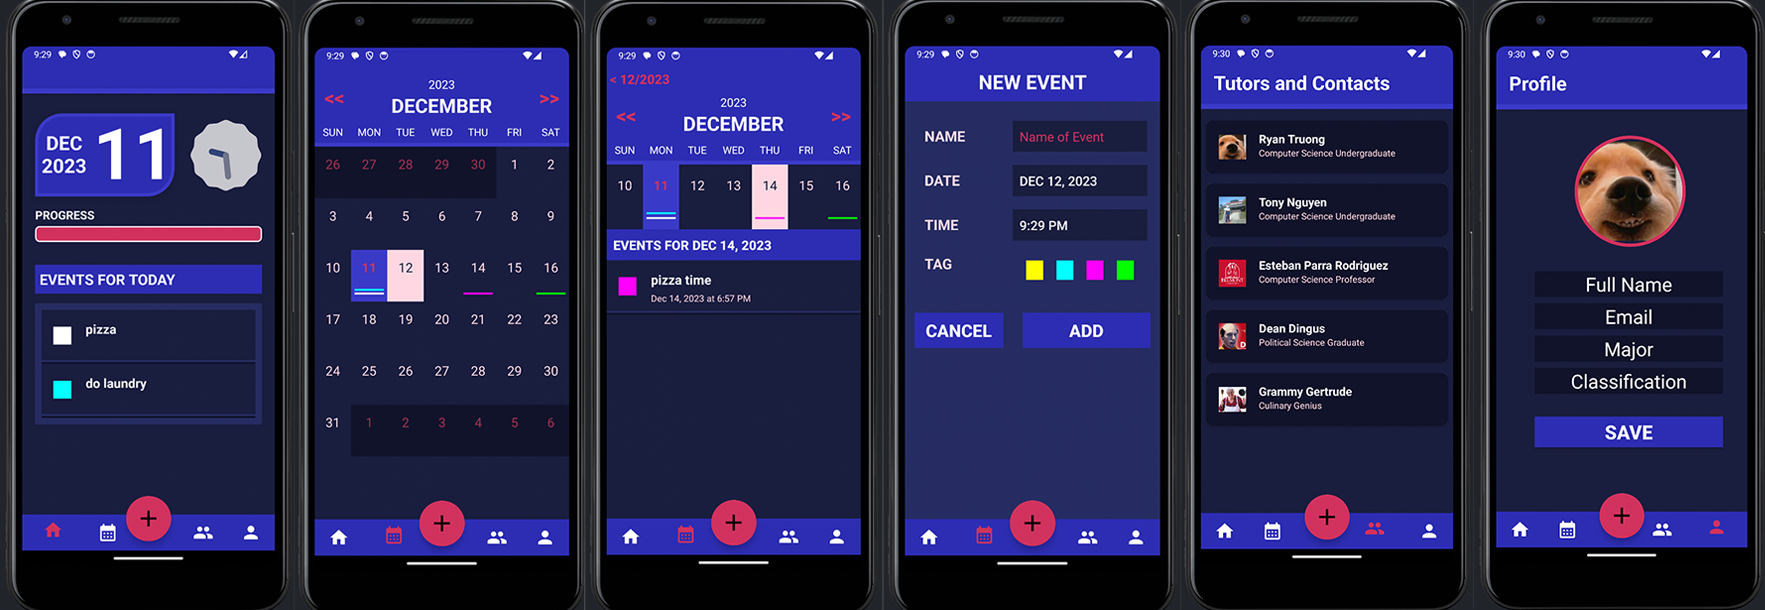 9:29
DEC
2023
11
PROGRESS
EVENTS FOR TODAY
pizza
do laundry
9:29
2023
<< DECEMBER >>
SUN MON TUE WED THU FRI SAT
26 27 28 29 30 1 2
3 4 5 6 7 8 9
10 11 12 13 14 15 16
17 18 19 20 21 22 23
24 25 26 27 28 29 30
31 1 2 3 4 5 6
9:29
< 12/2023
2023
<< DECEMBER >>
SUN MON TUE WED THU FRI SAT
10 11 12 13 14 15 16
EVENTS FOR DEC 14, 2023
pizza time
Dec 14, 2023 at 6:57 PM
9:29
NEW EVENT
NAME Name of Event
DATE DEC 12, 2023
TIME 9:29 PM
TAG
CANCEL ADD
9:30
Tutors and Contacts
Ryan Truong
Computer Science Undergraduate
Tony Nguyen
Computer Science Undergraduate
Esteban Parra Rodriguez
Computer Science Professor
Dean Dingus
Political Science Graduate
Grammy Gertrude
Culinary Genius
9:30
Profile
Full Name
Email
Major
Classification
SAVE